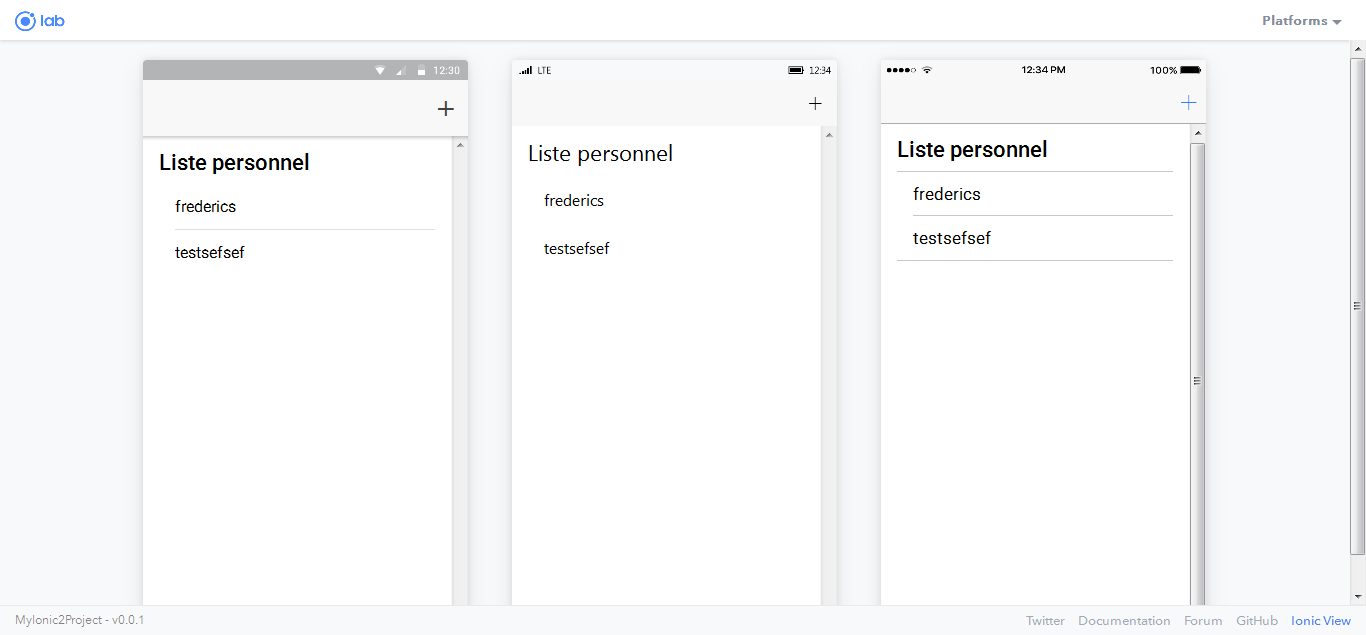 lab
Platforms
12:30
Liste personnel
frederics
testsefsef
LTE
12:34
Liste personnel
frederics
testsefsef
12:34 PM
100%
Liste personnel
frederics
testsefsef
MyIonic2Project - v0.0.1
Twitter Documentation Forum GitHub Ionic View